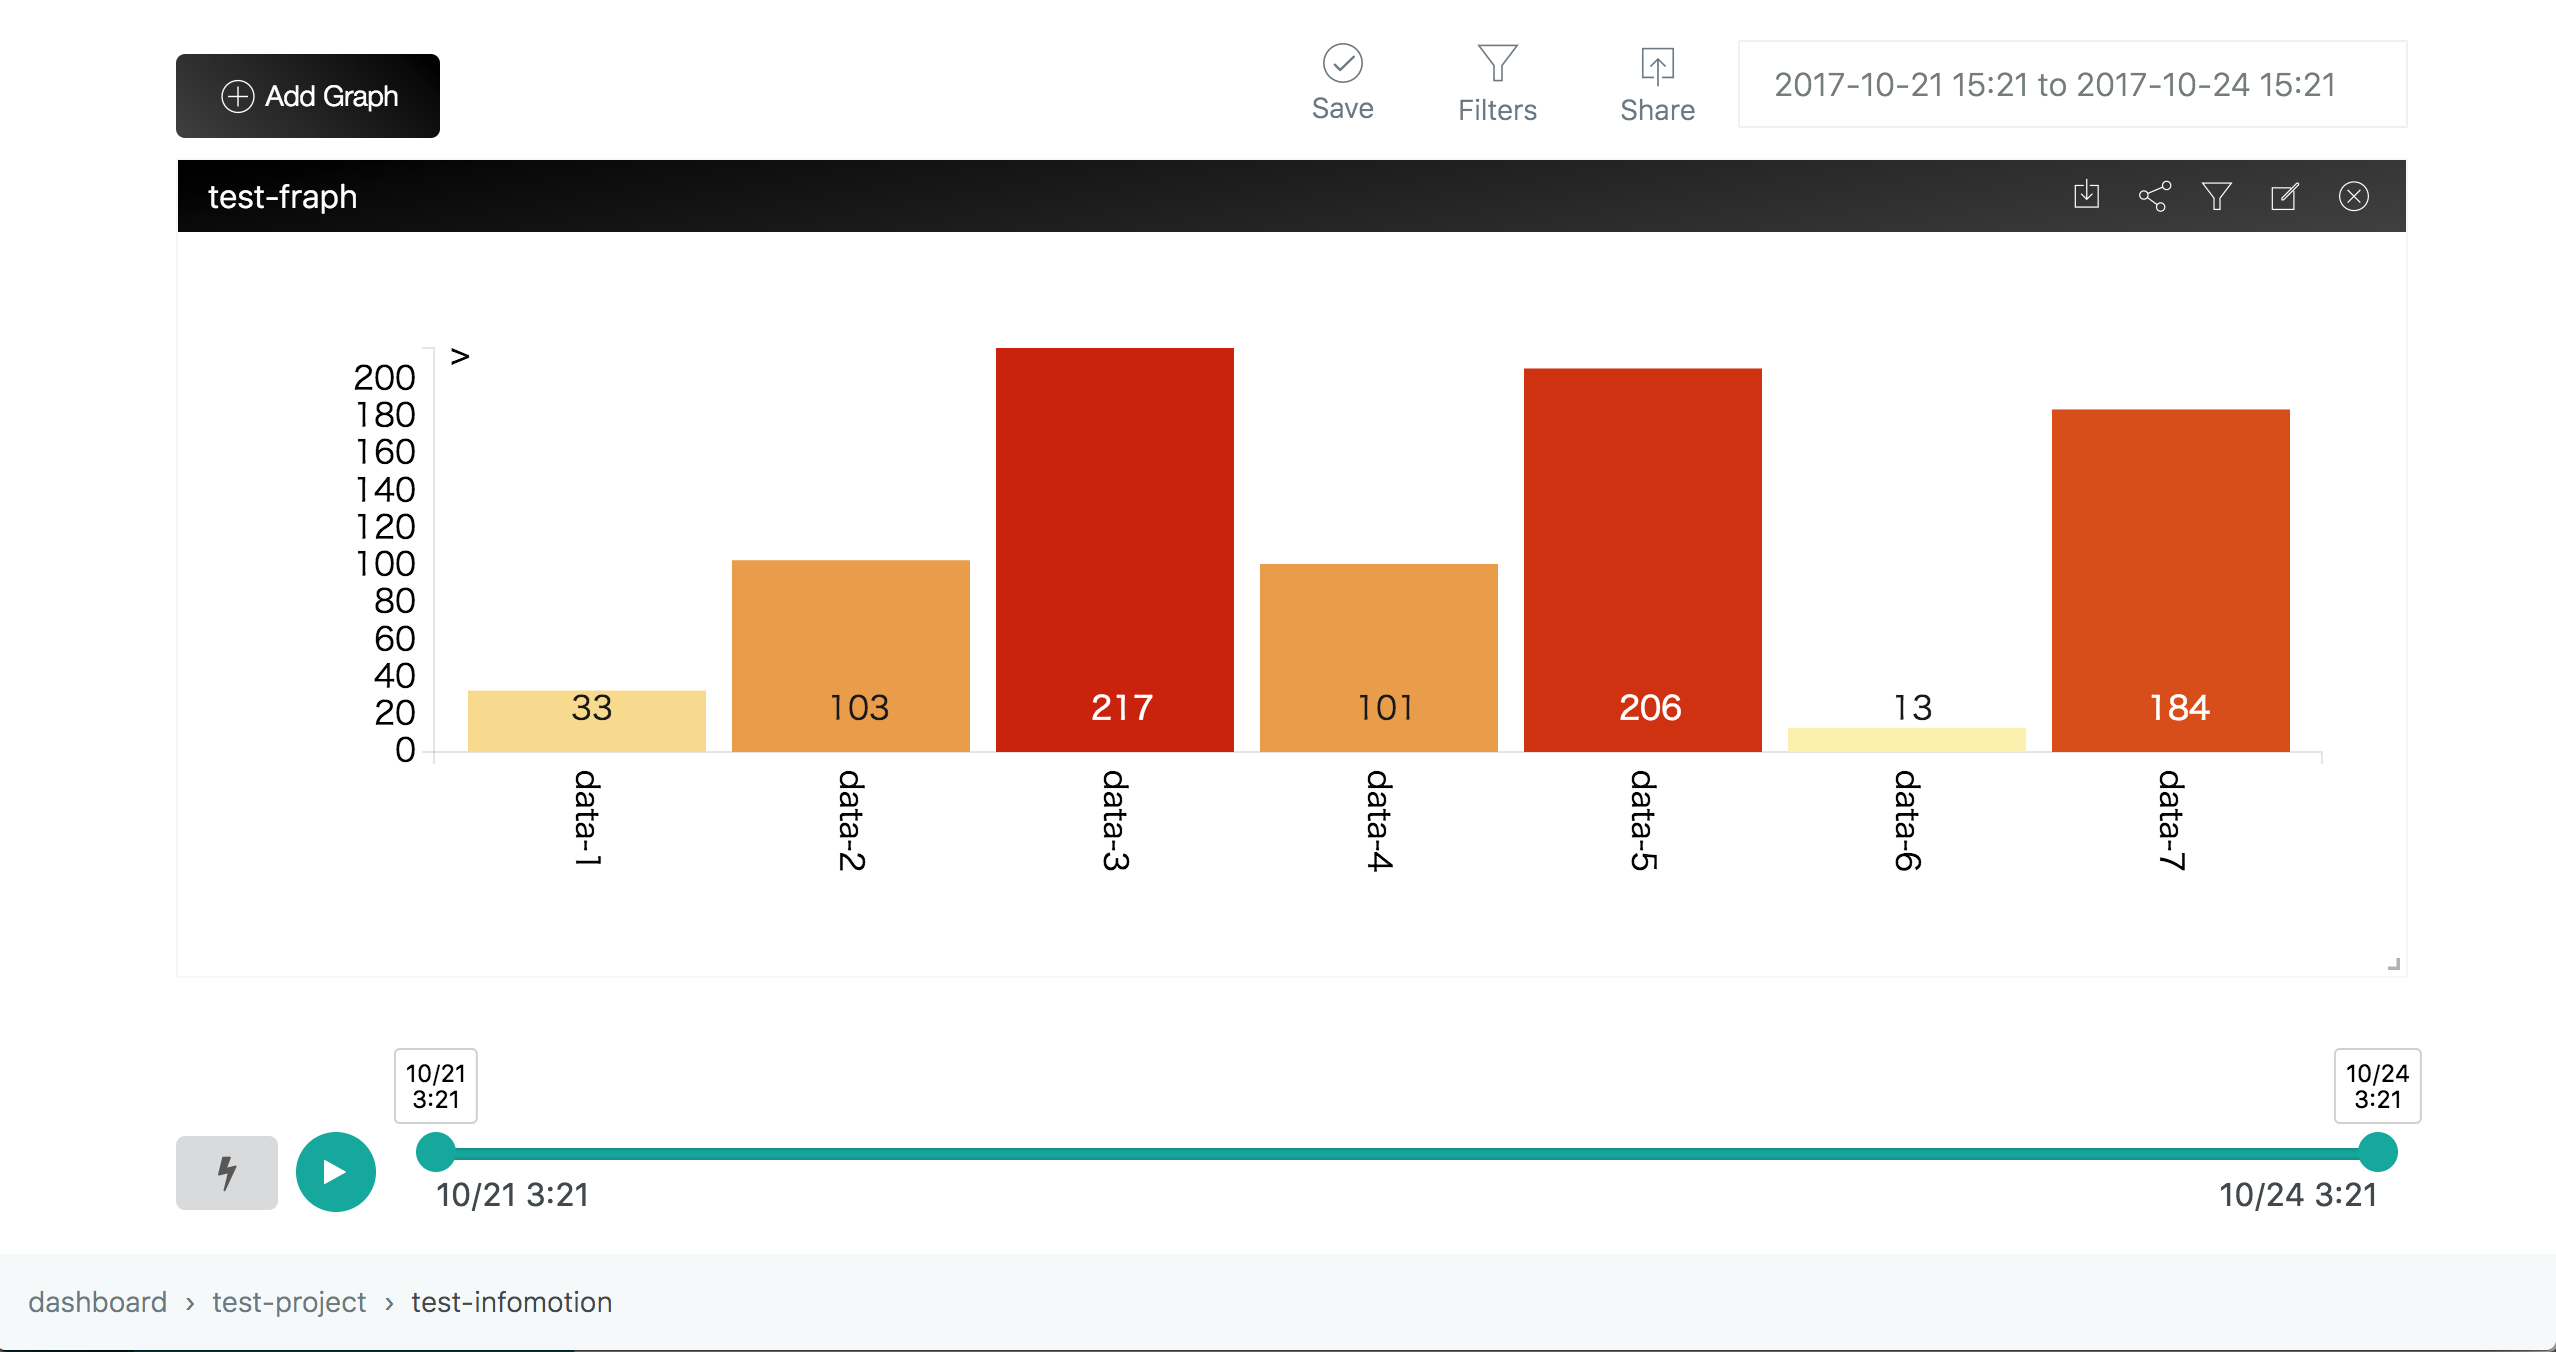 Add Graph
Save
Filters
Share
2017-10-21 15:21 to 2017-10-24 15:21
test-fraph
>
200
180
160
140
120
100
80
60
40
20
0
33
103
217
101
206
13
184
data-1
data-2
data-3
data-4
data-5
data-6
data-7
10/21
3:21
10/24
3:21
10/21 3:21
10/24 3:21
dashboard › test-project › test-infomotion